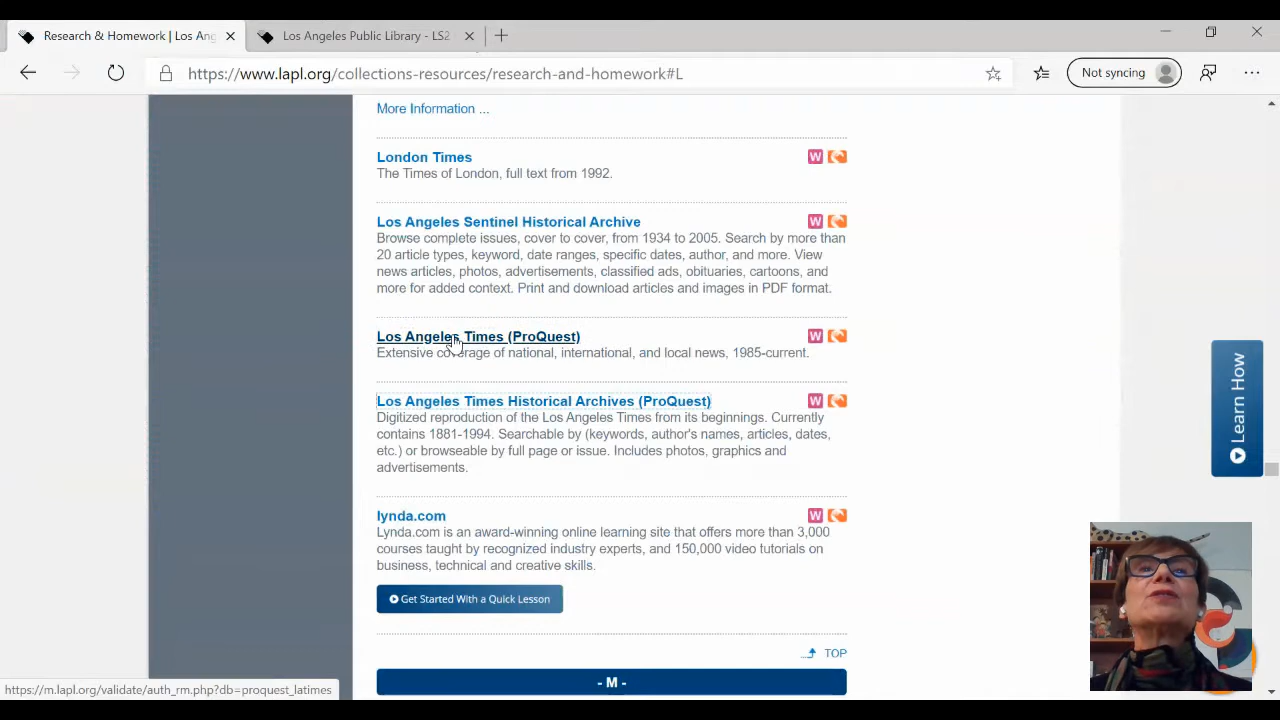 Research & Homework | Los Ang
Los Angeles Public Library - LS2
https://www.lapl.org/collections-resources/research-and-homework#L
Not syncing
More Information ...
London Times
W
The Times of London, full text from 1992.
Los Angeles Sentinel Historical Archive
W
Browse complete issues, cover to cover, from 1934 to 2005. Search by more than
20 article types, keyword, date ranges, specific dates, author, and more. View
news articles, photos, advertisements, classified ads, obituaries, cartoons, and
more for added context. Print and download articles and images in PDF format.
Los Angeles Times (ProQuest)
W
Extensive coverage of national, international, and local news, 1985-current.
Los Angeles Times Historical Archives (ProQuest)
W
Digitized reproduction of the Los Angeles Times from its beginnings. Currently
contains 1881-1994. Searchable by (keywords, author's names, articles, dates,
etc.) or browseable by full page or issue. Includes photos, graphics and
advertisements.
lynda.com
W
Lynda.com is an award-winning online learning site that offers more than 3,000
courses taught by recognized industry experts, and 150,000 video tutorials on
business, technical and creative skills.
Get Started With a Quick Lesson
TOP
- M -
Learn How
https://m.lapl.org/validate/auth_rm.php?db=proquest_latimes